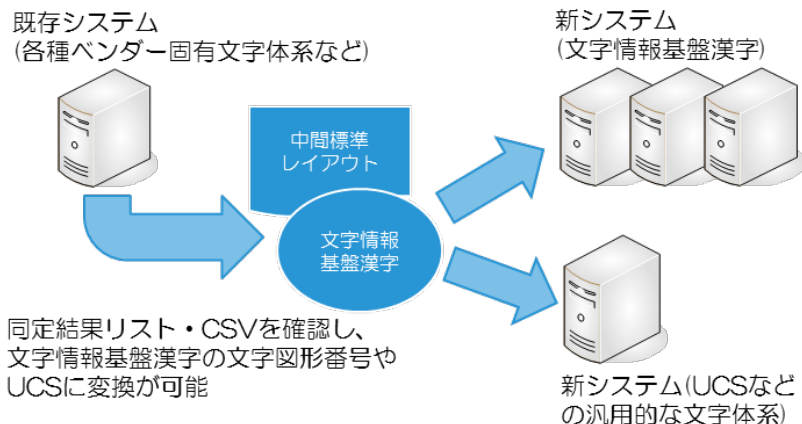 既存システム
(各種ベンダー固有文字体系など)
新システム
(文字情報基盤漢字)
中間標準
レイアウト
文字情報
基盤漢字
同定結果リスト・CSVを確認し、
文字情報基盤漢字の文字図形番号や
UCSに変換が可能
新システム(UCSなど
の汎用的な文字体系)